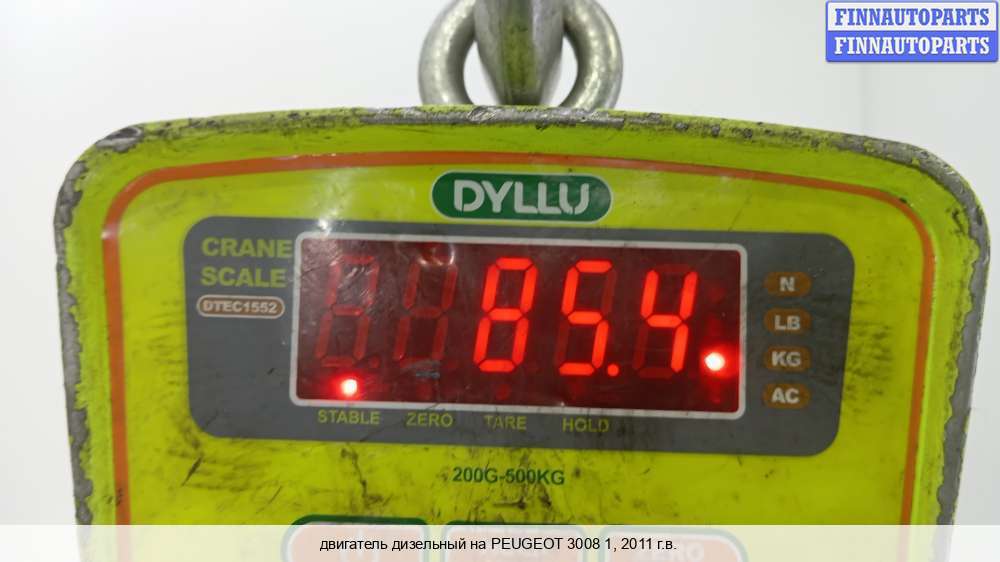 FINNAUTOPARTS
FINNAUTOPARTS
DYLLU
CRANE
SCALE
DTEC1552
85.4
N
LB
KG
AC
STABLE ZERO TARE HOLD
200G-500KG
двигатель дизельный на PEUGEOT 3008 1, 2011 г.в.